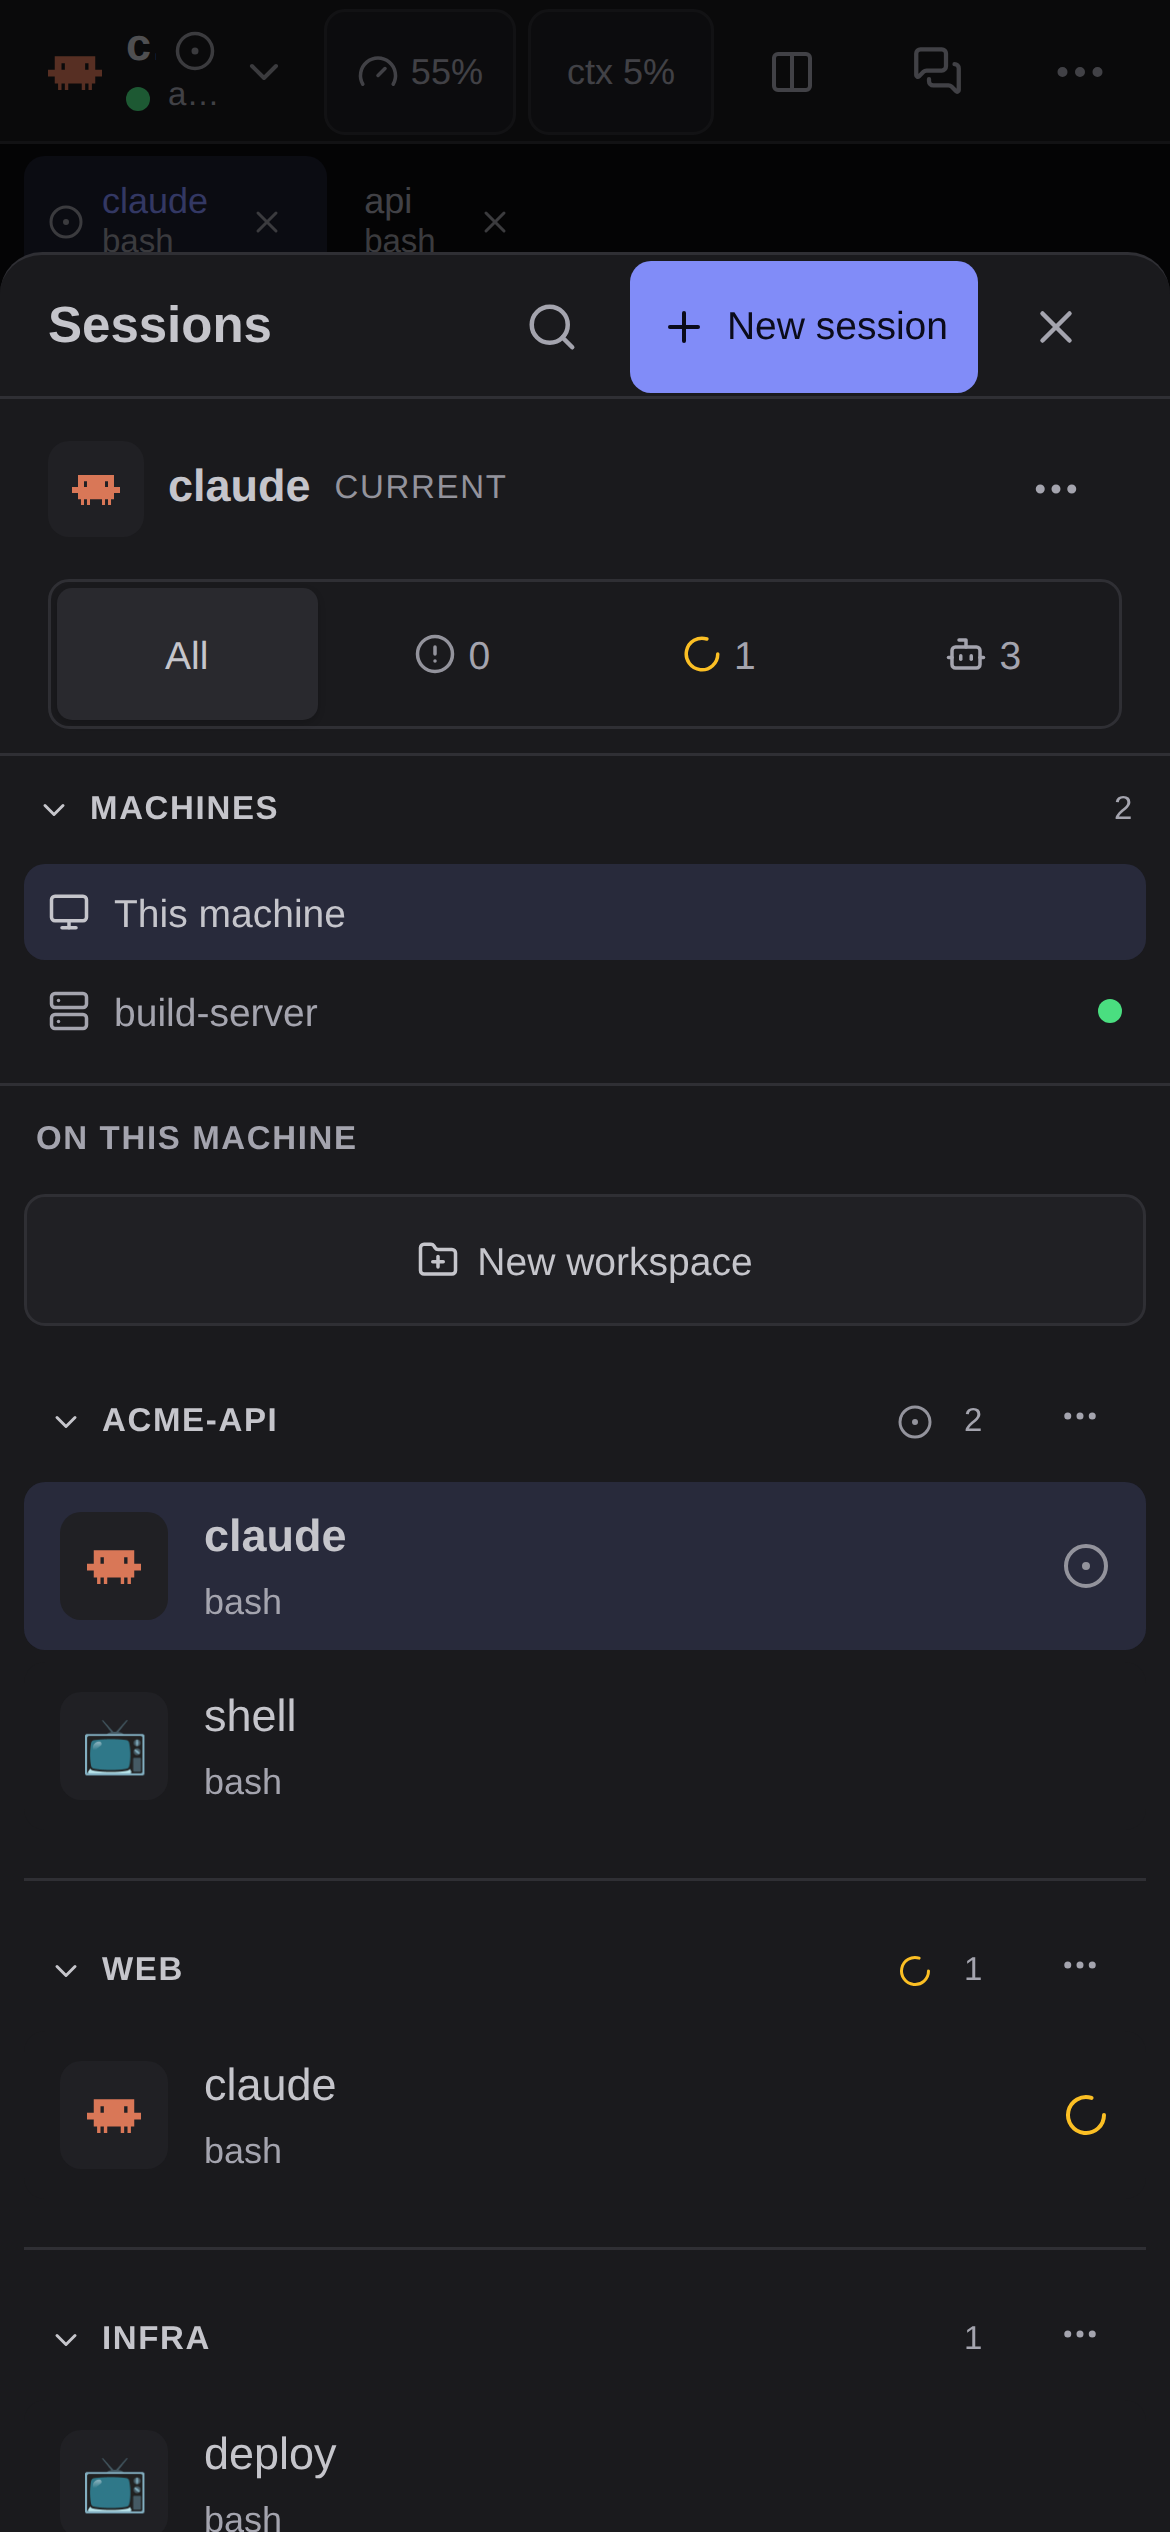 c
a...
55%
ctx 5%
claude
bash
api
bash
Sessions
New session
claude CURRENT
All
0
1
3
MACHINES 2
This machine
build-server
ON THIS MACHINE
New workspace
ACME-API 2
claude
bash
shell
bash
WEB 1
claude
bash
INFRA 1
deploy
bash